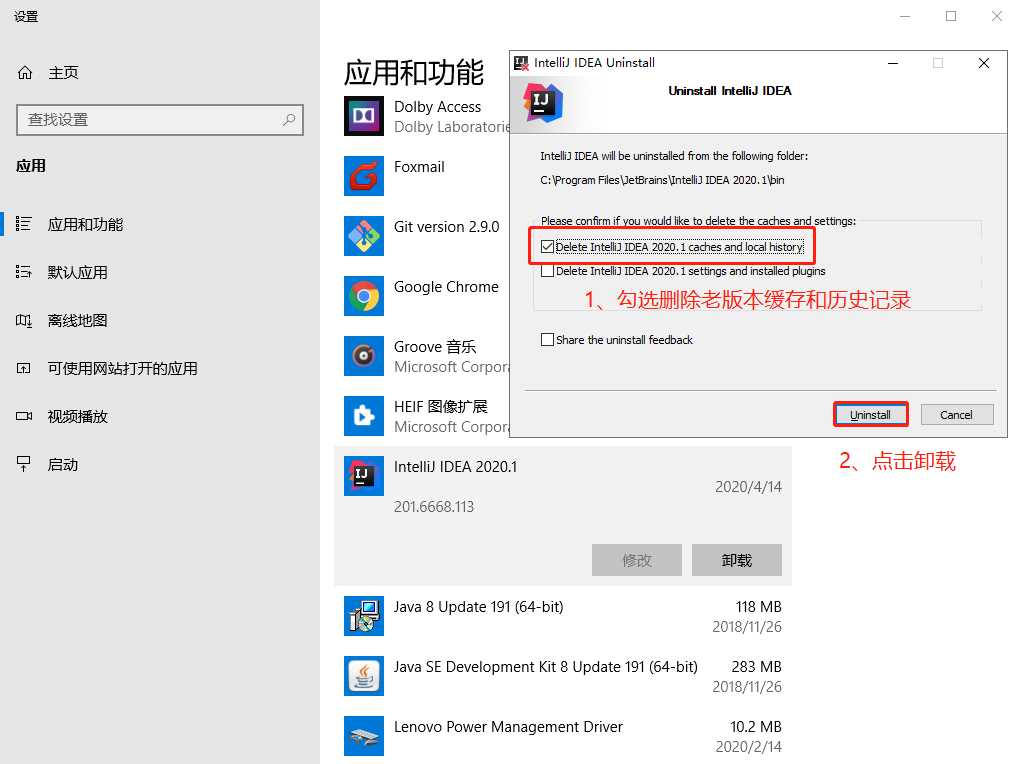 设置
主页
查找设置
应用
应用和功能
默认应用
离线地图
可使用网站打开的应用
视频播放
启动
应用和功能
Dolby Access
Dolby Laboratorie
Foxmail
Git version 2.9.0
Google Chrome
Groove 音乐
Microsoft Corpora
HEIF 图像扩展
Microsoft Corpora
IntelliJ IDEA 2020.1
2020/4/14
201.6668.113
修改
卸载
Java 8 Update 191 (64-bit)
118 MB
2018/11/26
Java SE Development Kit 8 Update 191 (64-bit)
283 MB
2018/11/26
Lenovo Power Management Driver
10.2 MB
2020/2/14
IntelliJ IDEA Uninstall
Uninstall IntelliJ IDEA
IntelliJ IDEA will be uninstalled from the following folder:
C:\Program Files\JetBrains\IntelliJ IDEA 2020.1\bin
Please confirm if you would like to delete the caches and settings:
Delete IntelliJ IDEA 2020.1 caches and local history
Delete IntelliJ IDEA 2020.1 settings and installed plugins
1、勾选删除老版本缓存和历史记录
Share the uninstall feedback
Uninstall
Cancel
2、点击卸载